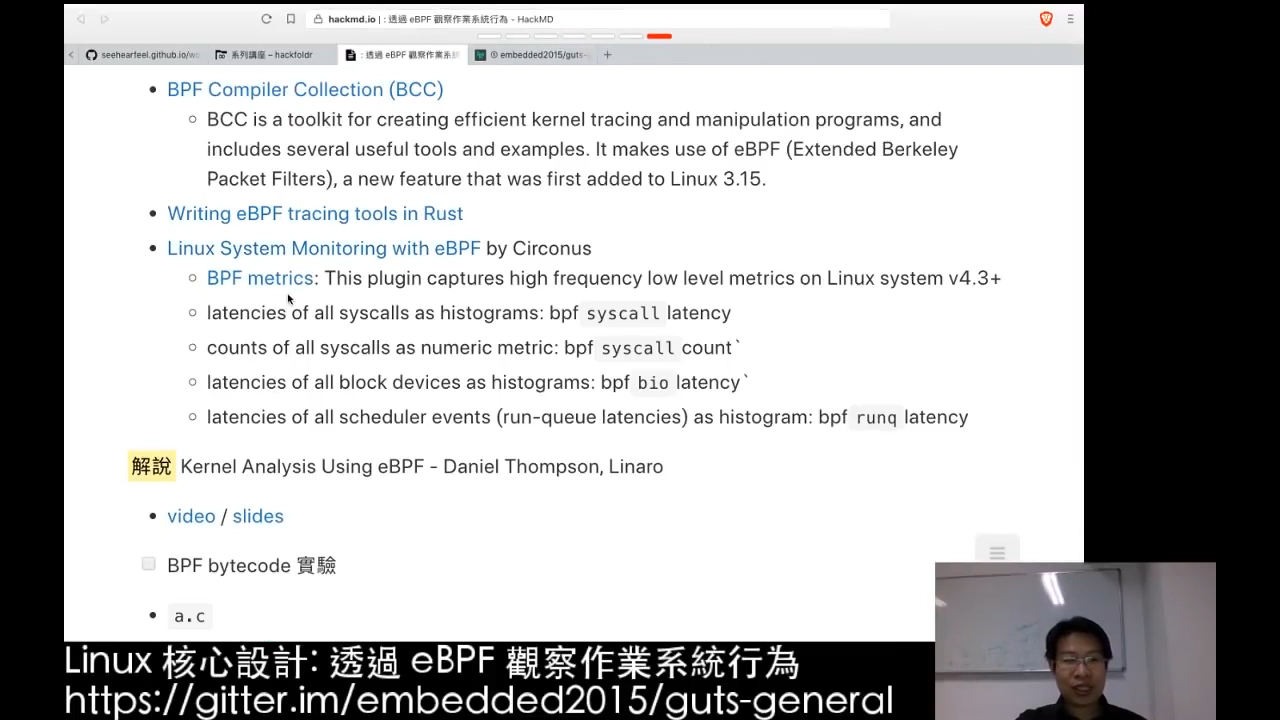 hackmd.io | : 透過 eBPF 觀察作業系統行為 - HackMD
seehearfeel.github.io/wo
系列講座 – hackfoldr
: 透過 eBPF 觀察作業系統
embedded2015/guts-
BPF Compiler Collection (BCC)
BCC is a toolkit for creating efficient kernel tracing and manipulation programs, and
includes several useful tools and examples. It makes use of eBPF (Extended Berkeley
Packet Filters), a new feature that was first added to Linux 3.15.
Writing eBPF tracing tools in Rust
Linux System Monitoring with eBPF by Circonus
BPF metrics: This plugin captures high frequency low level metrics on Linux system v4.3+
latencies of all syscalls as histograms: bpf syscall latency
counts of all syscalls as numeric metric: bpf syscall count`
latencies of all block devices as histograms: bpf bio latency`
latencies of all scheduler events (run-queue latencies) as histogram: bpf runq latency
解說 Kernel Analysis Using eBPF - Daniel Thompson, Linaro
video / slides
BPF bytecode 實驗
a.c
Linux 核心設計: 透過 eBPF 觀察作業系統行為
https://gitter.im/embedded2015/guts-general